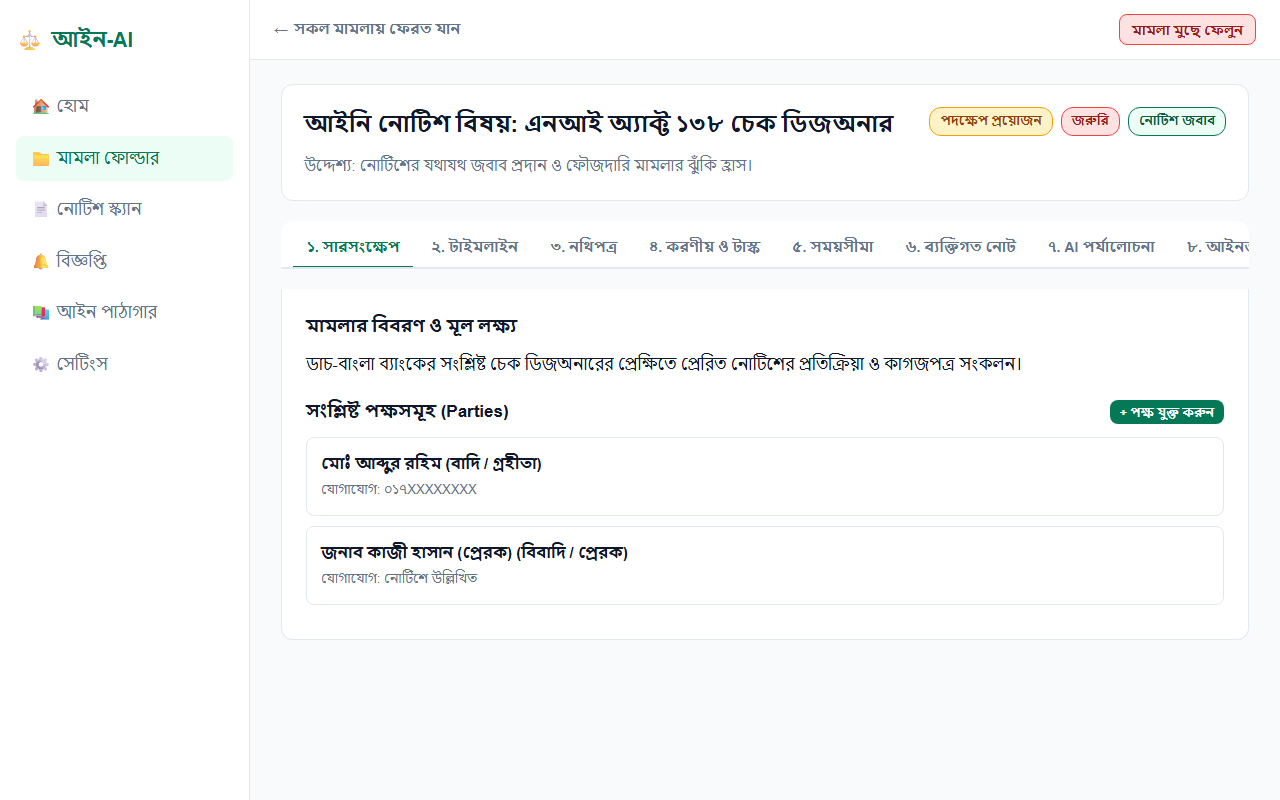 আইন-AI
← সকল মামলায় ফেরত যান
মামলা মুছে ফেলুন
হোম
মামলা ফোল্ডার
নোটিশ স্ক্যান
বিজ্ঞপ্তি
আইন পাঠাগার
সেটিংস
আইনি নোটিশ বিষয়: এনআই অ্যাক্ট ১৩৮ চেক ডিজঅনার
পদক্ষেপ প্রয়োজন
জরুরি
নোটিশ জবাব
উদ্দেশ্য: নোটিশের যথাযথ জবাব প্রদান ও ফৌজদারি মামলার ঝুঁকি হ্রাস।
১. সারসংক্ষেপ
২. টাইমলাইন
৩. নথিপত্র
৪. করণীয় ও টাস্ক
৫. সময়সীমা
৬. ব্যক্তিগত নোট
৭. AI পর্যালোচনা
৮.
মামলার বিবরণ ও মূল লক্ষ্য
ডাচ-বাংলা ব্যাংকের সংশ্লিষ্ট চেক ডিজঅনারের প্রেক্ষিতে প্রেরিত নোটিশের প্রতিক্রিয়া ও কাগজপত্র সংকলন।
সংশ্লিষ্ট পক্ষসমূহ (Parties)
+ পক্ষ যুক্ত করুন
মোঃ আব্দুর রহিম (বাদি / গ্রহীতা)
যোগাযোগ: ০১৭XXXXXXXX
জনাব কাজী হাসান (প্রেরক) (বিবাদি / প্রেরক)
যোগাযোগ: নোটিশে উল্লিখিত